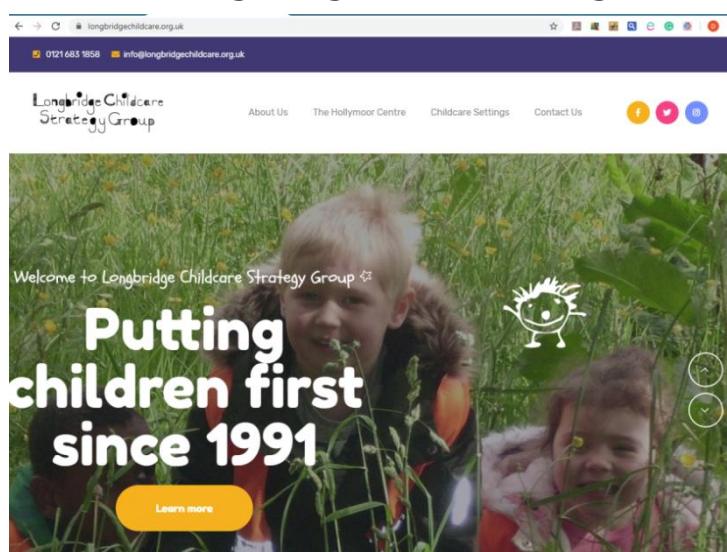 longbridgechildcare.org.uk
0121 683 1858 info@longbridgechildcare.org.uk
Longbridge Childcare
Strategy Group
About Us The Hollymoor Centre Childcare Settings Contact Us
Welcome to Longbridge Childcare Strategy Group
Putting
children first
since 1991
Learn more